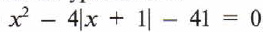 x² − 4|x + 1| − 41 = 0